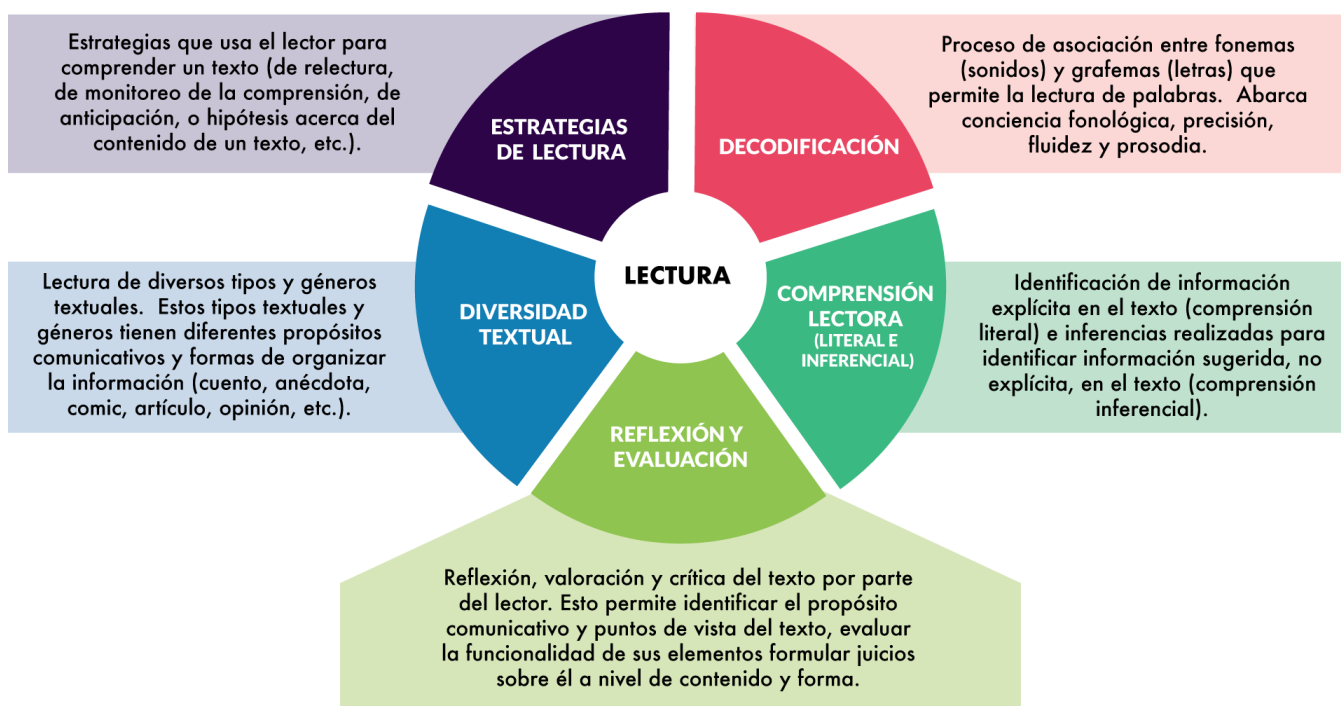 Estrategias que usa el lector para
comprender un texto (de relectura,
de monitoreo de la comprensión, de
anticipación, o hipótesis acerca del
contenido de un texto, etc.).
ESTRATEGIAS
DE LECTURA
DECODIFICACIÓN
Proceso de asociación entre fonemas
(sonidos) y grafemas (letras) que
permite la lectura de palabras. Abarca
conciencia fonológica, precisión,
fluidez y prosodia.
Lectura de diversos tipos y géneros
textuales. Estos tipos textuales y
géneros tienen diferentes propósitos
comunicativos y formas de organizar
la información (cuento, anécdota,
comic, artículo, opinión, etc.).
DIVERSIDAD
TEXTUAL
LECTURA
COMPRENSIÓN
LECTORA
(LITERAL E
INFERENCIAL)
Identificación de información
explícita en el texto (comprensión
literal) e inferencias realizadas para
identificar información sugerida, no
explícita, en el texto (comprensión
inferencial).
REFLEXIÓN Y
EVALUACIÓN
Reflexión, valoración y crítica del texto por parte
del lector. Esto permite identificar el propósito
comunicativo y puntos de vista del texto, evaluar
la funcionalidad de sus elementos formular juicios
sobre él a nivel de contenido y forma.